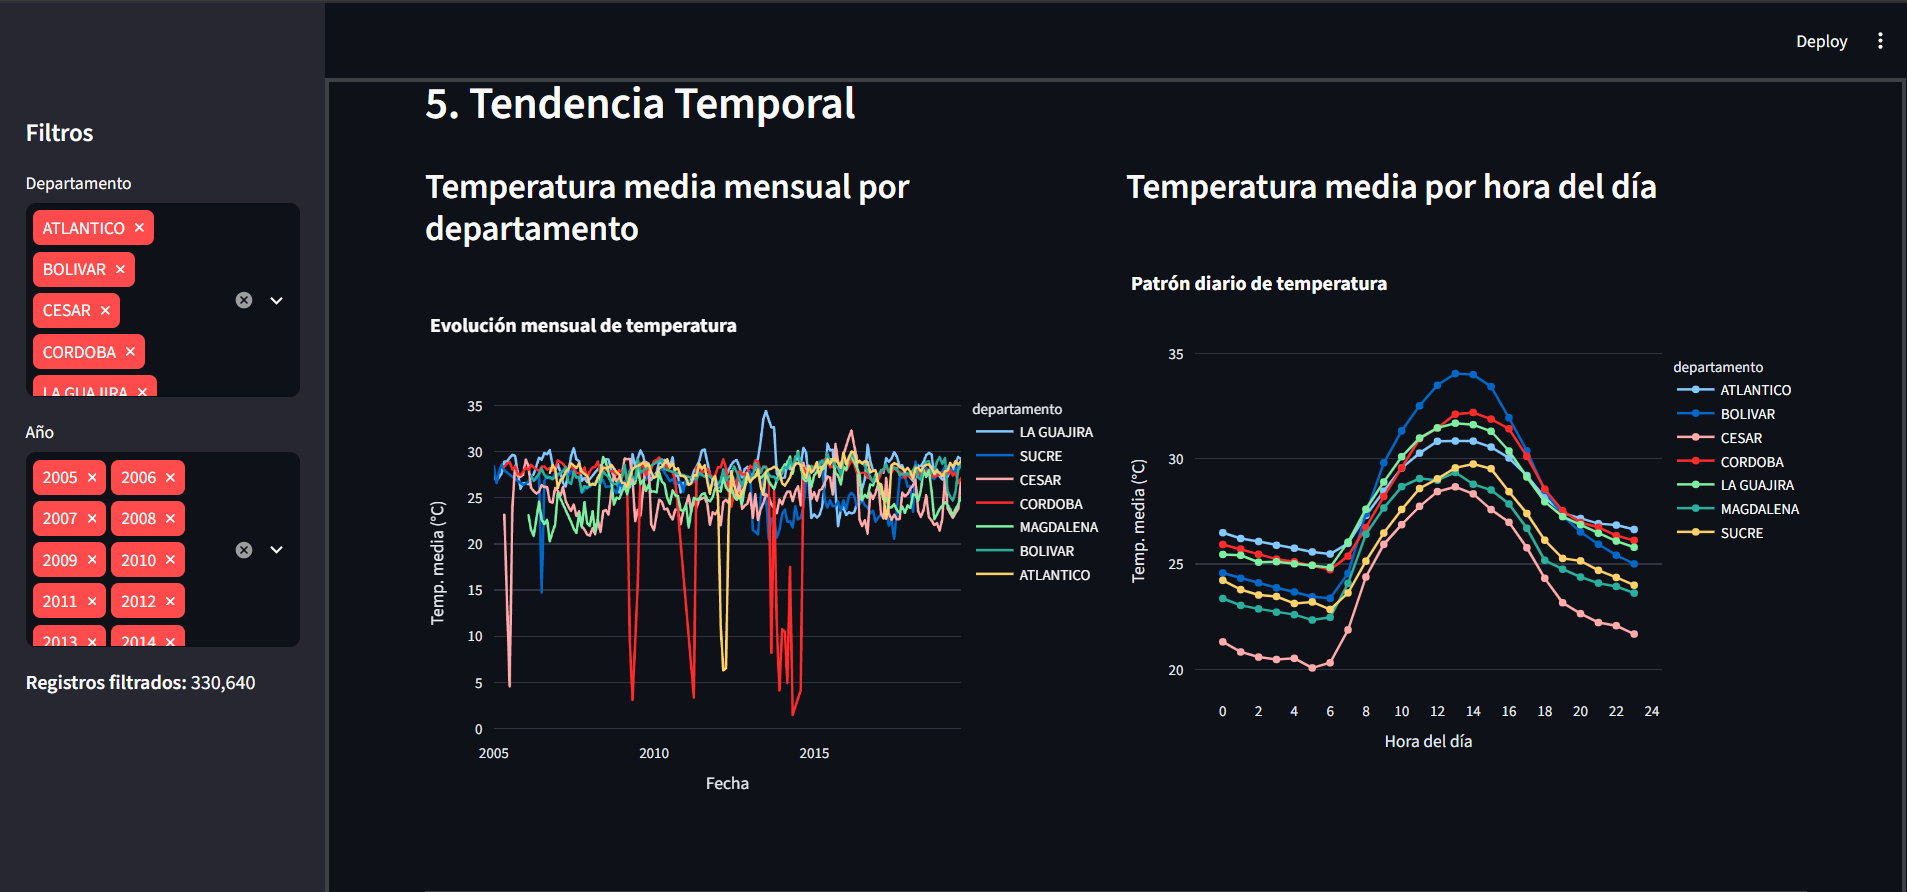 Deploy
Filtros
Departamento
ATLANTICO ×
BOLIVAR ×
CESAR ×
CORDOBA ×
LA GUAJIRA ×
Año
2005 × 2006 ×
2007 × 2008 ×
2009 × 2010 ×
2011 × 2012 ×
2013 × 2014 ×
Registros filtrados: 330,640
5. Tendencia Temporal
Temperatura media mensual por
departamento
Evolución mensual de temperatura
Temp. media (°C)
35
30
25
20
15
10
5
0
2005 2010 2015
Fecha
departamento
LA GUAJIRA
SUCRE
CESAR
CORDOBA
MAGDALENA
BOLIVAR
ATLANTICO
Temperatura media por hora del día
Patrón diario de temperatura
Temp. media (°C)
35
30
25
20
0 2 4 6 8 10 12 14 16 18 20 22 24
Hora del día
departamento
ATLANTICO
BOLIVAR
CESAR
CORDOBA
LA GUAJIRA
MAGDALENA
SUCRE